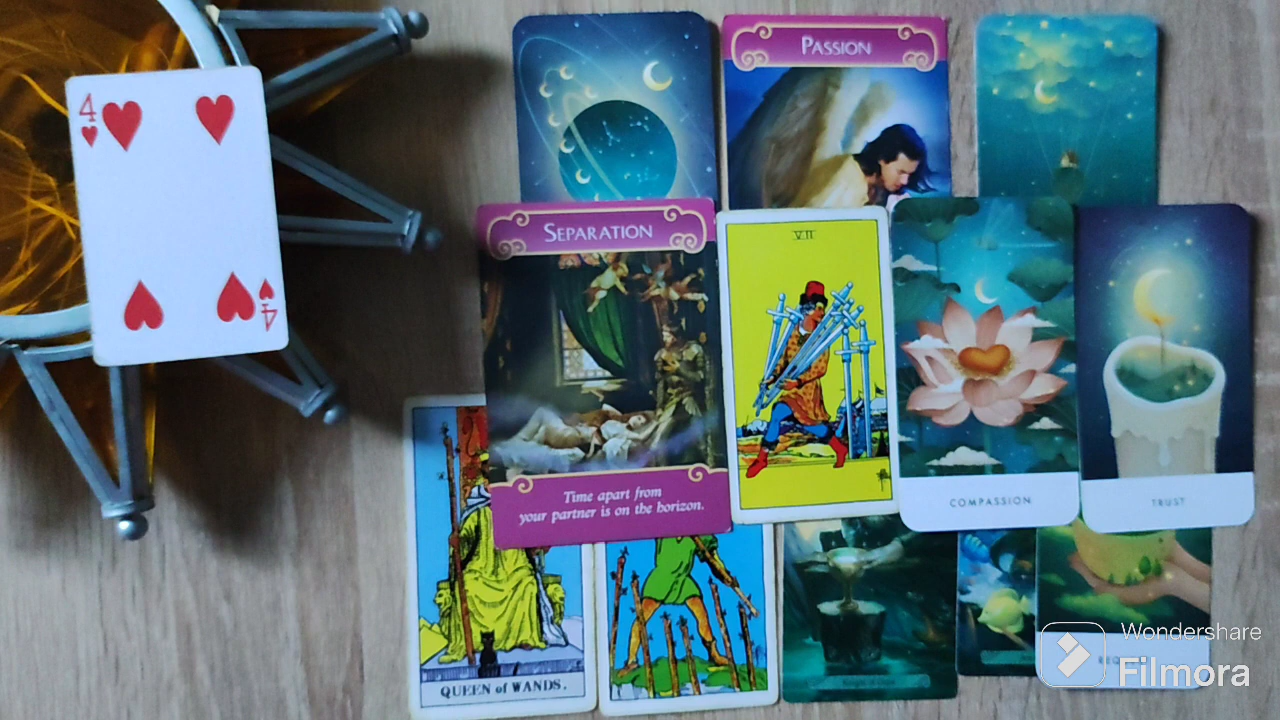 4
4
PASSION
SEPARATION
VII
Time apart from
your partner is on the horizon.
COMPASSION
TRUST
QUEEN of WANDS.
Wondershare
Filmora